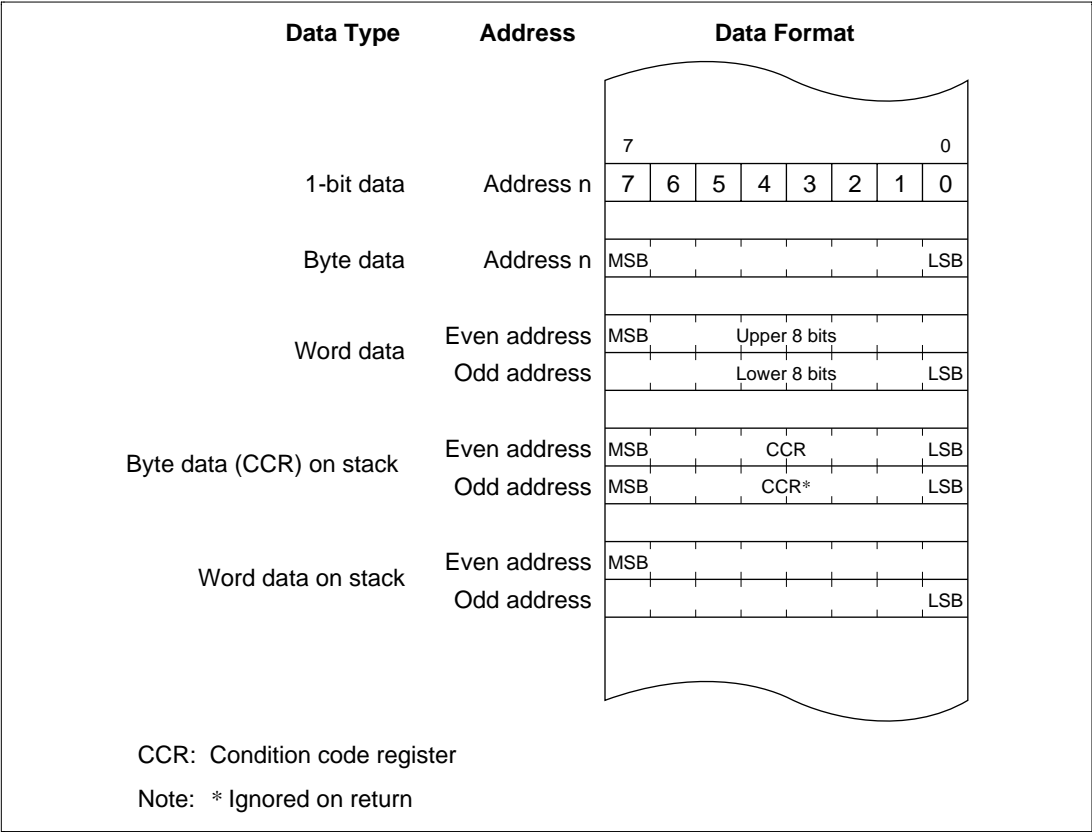 Data Type Address Data Format
7 0
1-bit data Address n 7 6 5 4 3 2 1 0
Byte data Address n MSB LSB
Word data
Even address MSB Upper 8 bits
Odd address Lower 8 bits LSB
Byte data (CCR) on stack
Even address MSB CCR LSB
Odd address MSB CCR* LSB
Word data on stack
Even address MSB
Odd address LSB
CCR: Condition code register
Note: * Ignored on return